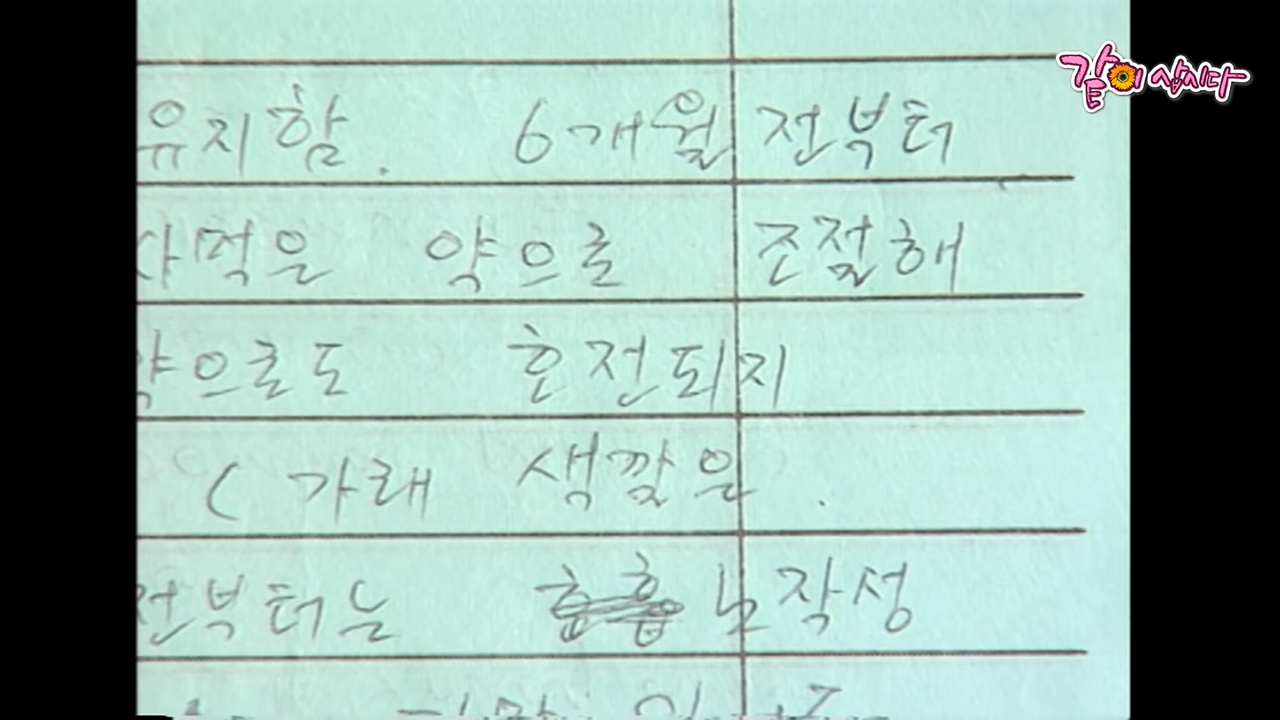 같이 삽시다
유지함. 6개월 전부터
사먹은 약으로 조절해
약으로도 호전되지
( 가래 색깔은 .
전부터는 노작성